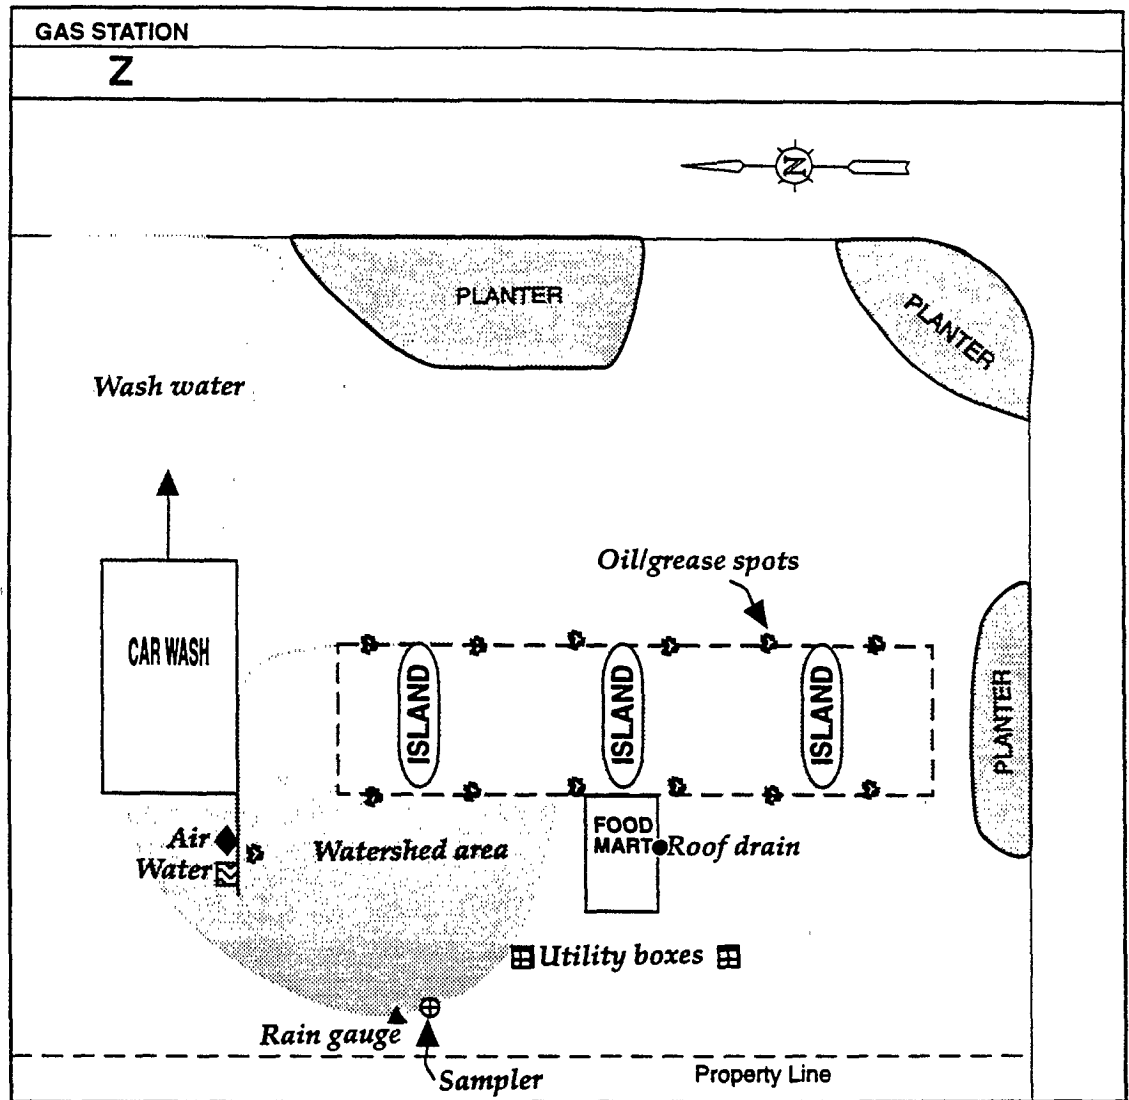 GAS STATION
Z
N
PLANTER
PLANTER
Wash water
Oil/grease spots
CAR WASH
ISLAND
ISLAND
ISLAND
PLANTER
Air
Water
Watershed area
FOOD
MART
Roof drain
Utility boxes
Rain gauge
Sampler
Property Line